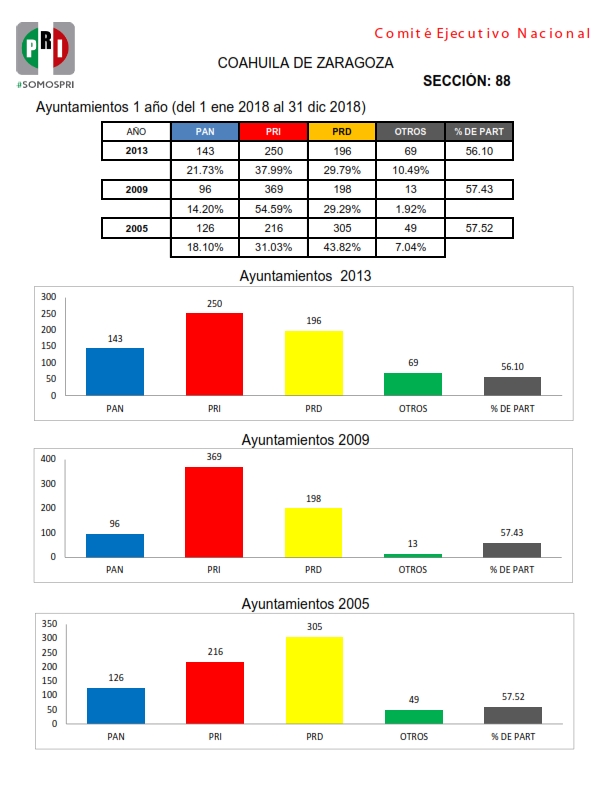 Comité Ejecutivo Nacional
PRI
#SOMOSPRI
COAHUILA DE ZARAGOZA
SECCIÓN: 88
Ayuntamientos 1 año (del 1 ene 2018 al 31 dic 2018)
AÑO PAN PRI PRD OTROS % DE PART
2013 143 250 196 69 56.10
21.73% 37.99% 29.79% 10.49%
2009 96 369 198 13 57.43
14.20% 54.59% 29.29% 1.92%
2005 126 216 305 49 57.52
18.10% 31.03% 43.82% 7.04%
Ayuntamientos 2013
300
250
200
150
100
50
0
143 250 196 69 56.10
PAN PRI PRD OTROS % DE PART
Ayuntamientos 2009
400
300
200
100
0
96 369 198 13 57.43
PAN PRI PRD OTROS % DE PART
Ayuntamientos 2005
350
300
250
200
150
100
50
0
126 216 305 49 57.52
PAN PRI PRD OTROS % DE PART